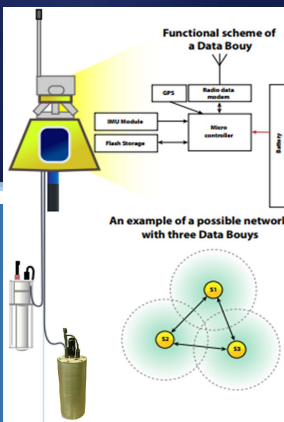 Functional scheme of
a Data Bouy
GPS
Radio data
modem
IMU Module
Micro
controller
Flash Storage
Battery
An example of a possible network
with three Data Bouys
S1
S2
S3